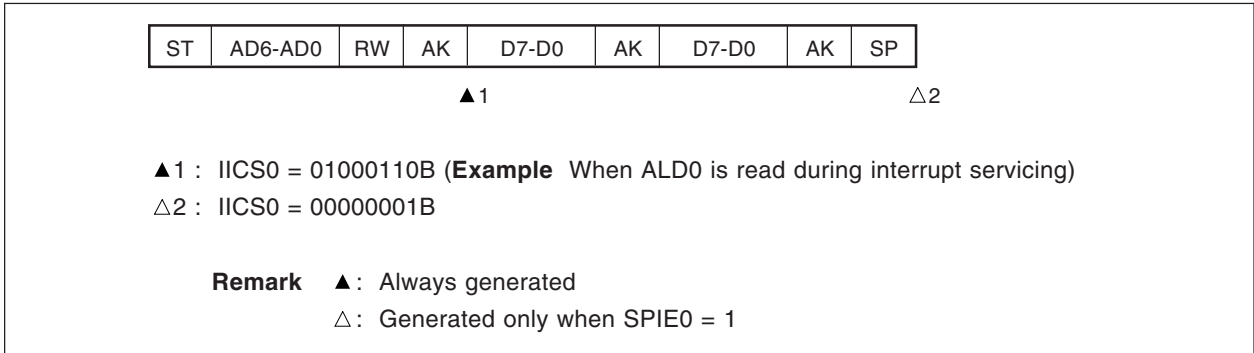 ST AD6-AD0 RW AK D7-D0 AK D7-D0 AK SP
▲1 △2
▲1 : IICS0 = 01000110B (Example When ALD0 is read during interrupt servicing)
△2 : IICS0 = 00000001B
Remark ▲ : Always generated
△ : Generated only when SPIE0 = 1